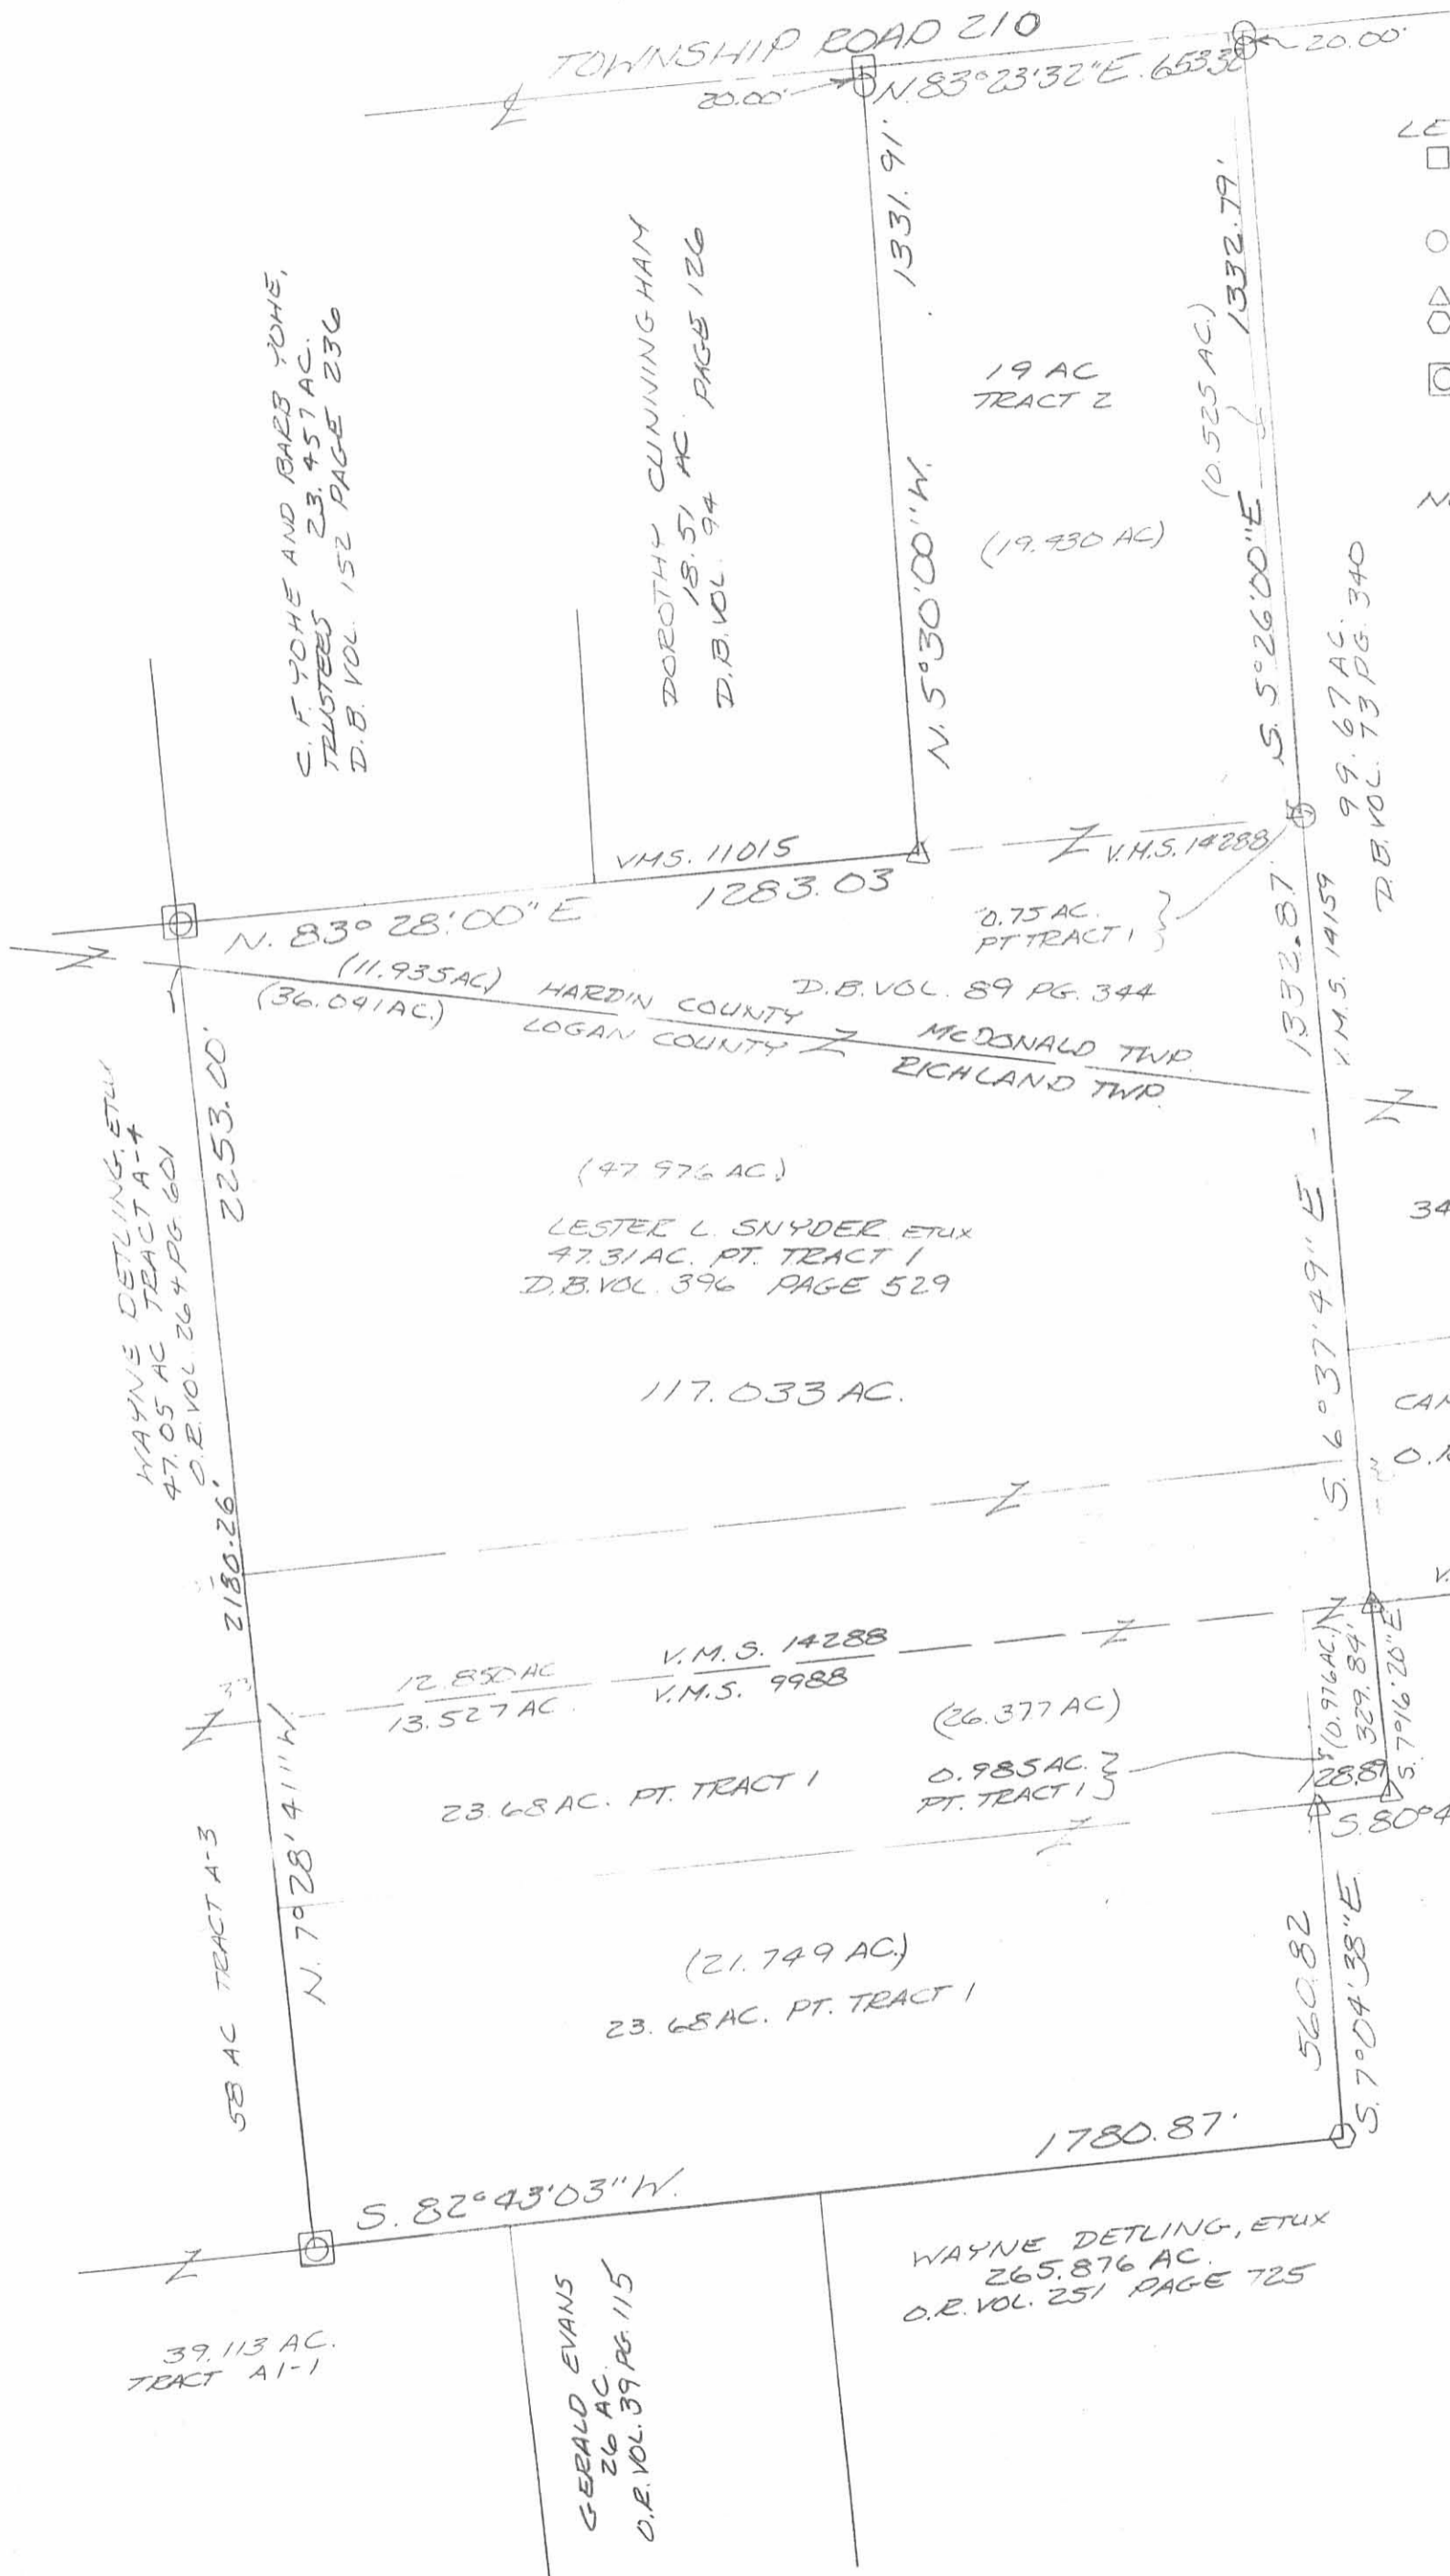 TOWNSHIP ROAD 210
20.00'
20.00'
N. 83°23'32"E. 653.32
LE
1331.91'
N. 5°30'00"W.
19 AC
TRACT 2
(19.930 AC)
(0.525 AC.)
1332.79'
S. 5°26'00"E
C. F. YOHE AND BARB YOHE,
TRUSTEES 23.457 AC.
D.B. VOL. 152 PAGE 236
DOROTHY CUNNINGHAM
18.51 AC.
D.B. VOL. 94 PAGE 126
N.
99.67 AC.
D.B. VOL. 73 PG. 340
VMS. 11015
V.M.S. 14288
1283.03
N. 83° 28'.00" E
0.75 AC.
PT TRACT 1
D.B. VOL. 89 PG. 344
(11.935 AC.)
(36.041 AC.)
HARDIN COUNTY
LOGAN COUNTY
McDONALD TWP.
RICHLAND TWP.
1332.87
V.M.S. 14159
S. 6°37'49" E
WAYNE DETLING, ETUX
47.05 AC TRACT A-4
O.R. VOL. 264 PG. 601
2253.00'
2180.26'
N. 7°28'41" W.
(47.976 AC.)
LESTER L. SNYDER ETUX
47.31 AC. PT. TRACT 1
D.B. VOL. 396 PAGE 529
117.033 AC.
34
CAN
V.
V.M.S. 14288
V.M.S. 9988
12.850 AC
13.527 AC.
(26.377 AC)
23.68 AC. PT. TRACT 1
0.985 AC.
PT. TRACT 1
(0.976 AC.)
329.84'
S. 7°16'20"E
128.89
S. 80°4
58 AC TRACT A-3
(21.749 AC.)
23.68 AC. PT. TRACT 1
560.82
S. 7°04'38"E.
1780.87'
S. 82°43'03" W.
39.113 AC.
TRACT A1-1
GERALD EVANS
26 AC.
O.R. VOL. 39 PG. 115
WAYNE DETLING, ETUX
265.876 AC.
O.R. VOL. 251 PAGE 725